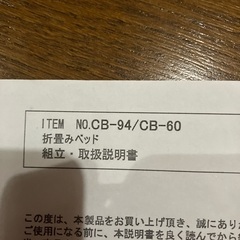 ITEM NO.CB-94/CB-60
折畳みベッド
組立・取扱説明書
この度は、本製品をお買い上げ頂き、誠にありが
ご使用になる前に、本説明書を良く読んでから